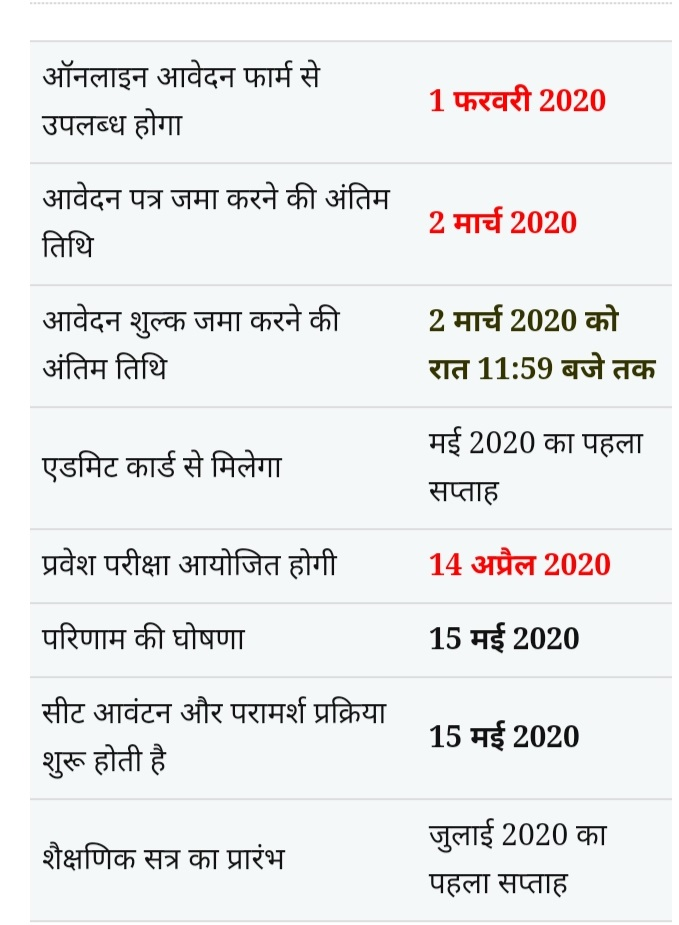 ऑनलाइन आवेदन फार्म से
उपलब्ध होगा
1 फरवरी 2020
आवेदन पत्र जमा करने की अंतिम
तिथि
2 मार्च 2020
आवेदन शुल्क जमा करने की
अंतिम तिथि
2 मार्च 2020 को
रात 11:59 बजे तक
एडमिट कार्ड से मिलेगा
मई 2020 का पहला
सप्ताह
प्रवेश परीक्षा आयोजित होगी
14 अप्रैल 2020
परिणाम की घोषणा
15 मई 2020
सीट आवंटन और परामर्श प्रक्रिया
शुरू होती है
15 मई 2020
शैक्षणिक सत्र का प्रारंभ
जुलाई 2020 का
पहला सप्ताह